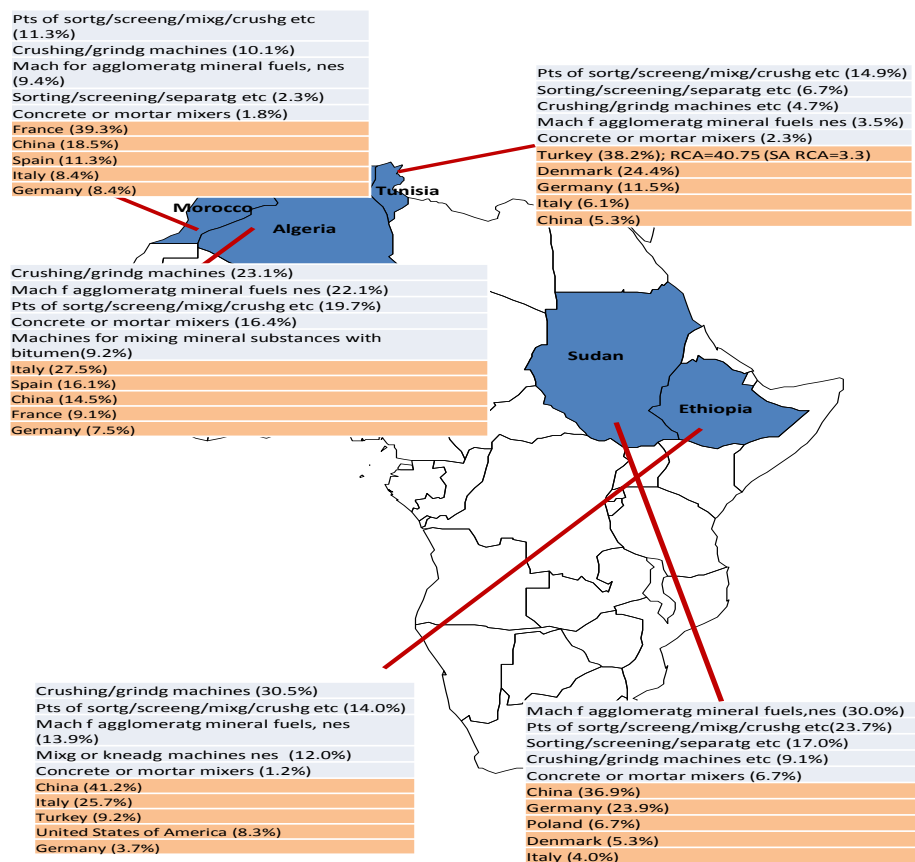 Pts of sortg/screeng/mixg/crushg etc
(11.3%)
Crushing/grindg machines (10.1%)
Mach for agglomeratg mineral fuels, nes
(9.4%)
Sorting/screening/separatg etc (2.3%)
Concrete or mortar mixers (1.8%)
France (39.3%)
China (18.5%)
Spain (11.3%)
Italy (8.4%)
Germany (8.4%)
Pts of sortg/screeng/mixg/crushg etc (14.9%)
Sorting/screening/separatg etc (6.7%)
Crushing/grindg machines etc (4.7%)
Mach f agglomeratg mineral fuels nes (3.5%)
Concrete or mortar mixers (2.3%)
Turkey (38.2%); RCA=40.75 (SA RCA=3.3)
Denmark (24.4%)
Germany (11.5%)
Italy (6.1%)
China (5.3%)
Tunisia
Morocco
Algeria
Crushing/grindg machines (23.1%)
Mach f agglomeratg mineral fuels nes (22.1%)
Pts of sortg/screeng/mixg/crushg etc (19.7%)
Concrete or mortar mixers (16.4%)
Machines for mixing mineral substances with
bitumen(9.2%)
Italy (27.5%)
Spain (16.1%)
China (14.5%)
France (9.1%)
Germany (7.5%)
Sudan
Ethiopia
Crushing/grindg machines (30.5%)
Pts of sortg/screeng/mixg/crushg etc (14.0%)
Mach f agglomeratg mineral fuels, nes
(13.9%)
Mixg or kneadg machines nes  (12.0%)
Concrete or mortar mixers (1.2%)
China (41.2%)
Italy (25.7%)
Turkey (9.2%)
United States of America (8.3%)
Germany (3.7%)
Mach f agglomeratg mineral fuels,nes (30.0%)
Pts of sortg/screeng/mixg/crushg etc(23.7%)
Sorting/screening/separatg etc (17.0%)
Crushing/grindg machines etc (9.1%)
Concrete or mortar mixers (6.7%)
China (36.9%)
Germany (23.9%)
Poland (6.7%)
Denmark (5.3%)
Italy (4.0%)